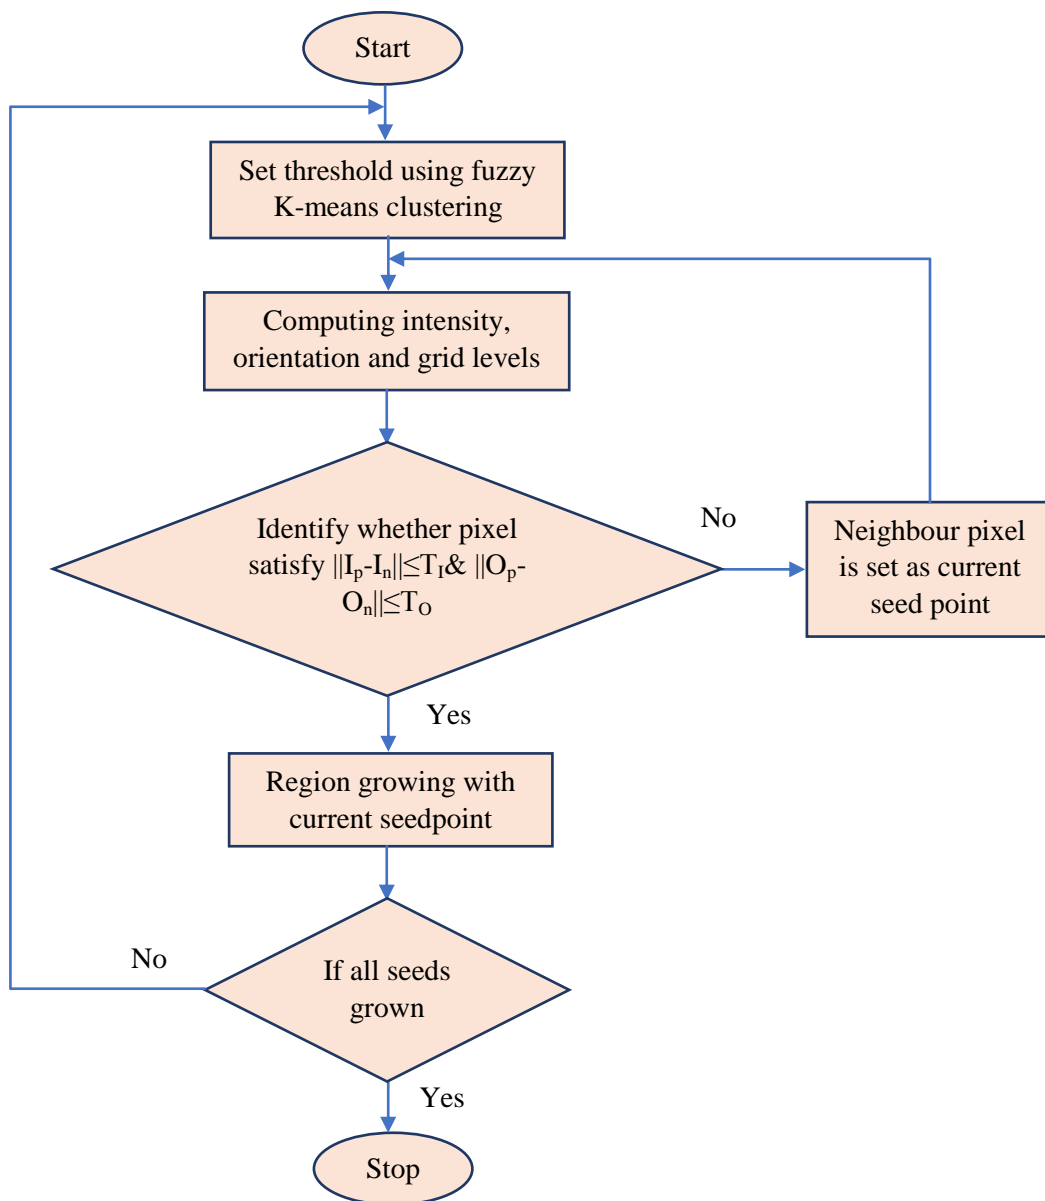 Start
Set threshold using fuzzy
K-means clustering
Computing intensity,
orientation and grid levels
Identify whether pixel
satisfy ||Iₚ-Iₙ||≤T_I& ||Oₚ-
Oₙ||≤T_O
No
Neighbour pixel
is set as current
seed point
Yes
Region growing with
current seedpoint
No
If all seeds
grown
Yes
Stop